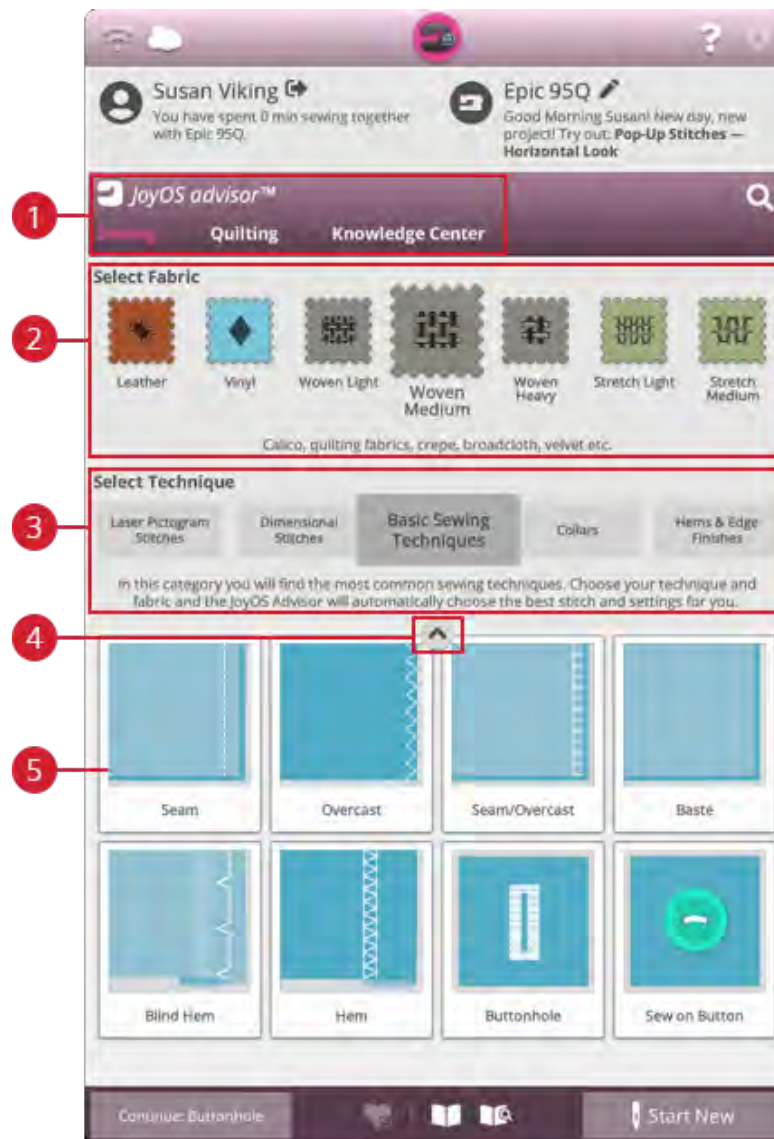 ?
Susan Viking
You have spent 0 min sewing together
with Epic 95Q.
Epic 95Q
Good Morning Susan! New day, new
project! Try out: Pop-Up Stitches —
Horizontal Look
1
JoyOS advisor™
Quilting
Knowledge Center
2
Select Fabric
Leather
Vinyl
Woven Light
Woven
Medium
Woven
Heavy
Stretch Light
Stretch
Medium
Calico, quilting fabrics, crepe, broadcloth, velvet etc.
3
Select Technique
Laser Pictogram
Stitches
Dimensional
Stitches
Basic Sewing
Techniques
Collars
Hems & Edge
Finishes
In this category you will find the most common sewing techniques. Choose your technique and
fabric and the JoyOS Advisor will automatically choose the best stitch and settings for you.
4
5
Seam
Overcast
Seam/Overcast
Baste
Blind Hem
Hem
Buttonhole
Sew on Button
Continue: Buttonhole
Start New